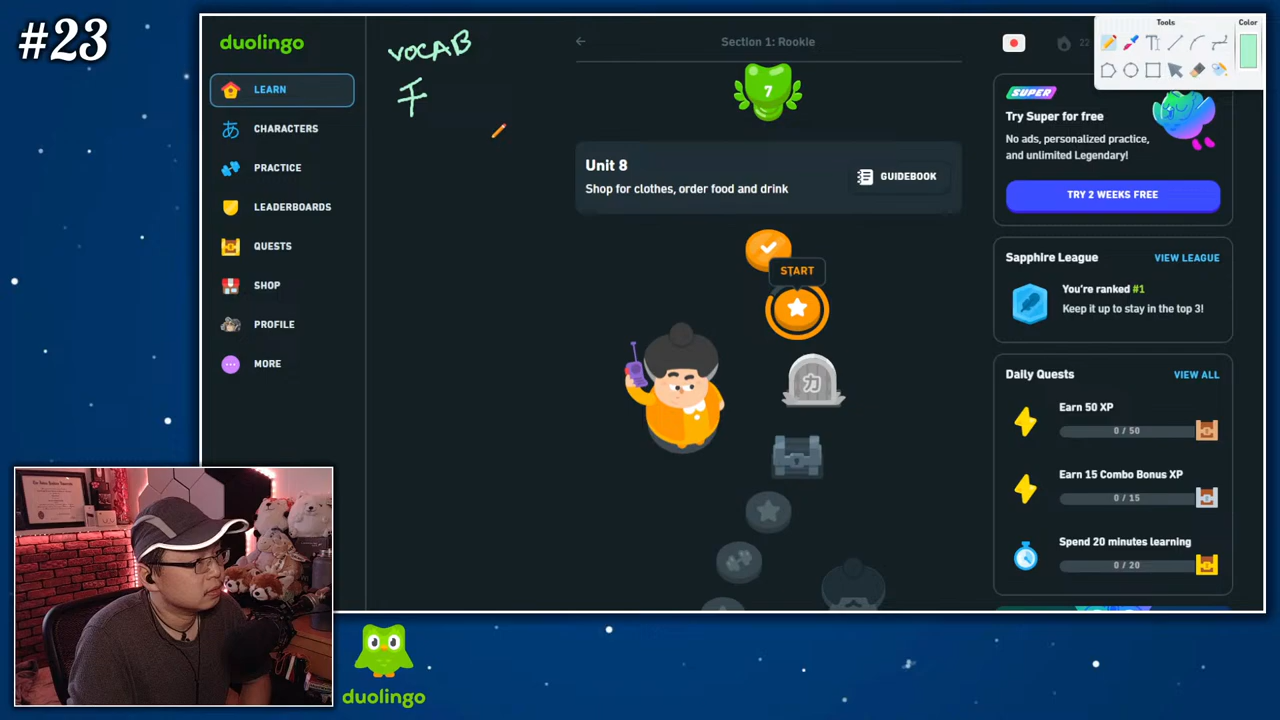 #23
duolingo
VOCAB
千
LEARN
あ CHARACTERS
PRACTICE
LEADERBOARDS
QUESTS
SHOP
PROFILE
MORE
Section 1: Rookie
7
Unit 8
Shop for clothes, order food and drink
GUIDEBOOK
START
カ
22
Tools
Color
SUPER
Try Super for free
No ads, personalized practice,
and unlimited Legendary!
TRY 2 WEEKS FREE
Sapphire League
VIEW LEAGUE
You're ranked #1
Keep it up to stay in the top 3!
Daily Quests
VIEW ALL
Earn 50 XP
0 / 50
Earn 15 Combo Bonus XP
0 / 15
Spend 20 minutes learning
0 / 20
duolingo